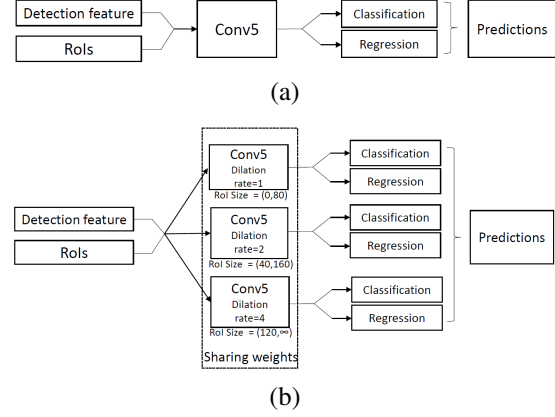 Detection feature
RoIs
Conv5
Classification
Regression
Predictions
(a)
Detection feature
RoIs
Conv5
Dilation
rate=1
RoI Size = (0,80)
Conv5
Dilation
rate=2
RoI Size = (40,160)
Conv5
Dilation
rate=4
RoI Size = (120,∞)
Sharing weights
Classification
Regression
Classification
Regression
Classification
Regression
Predictions
(b)